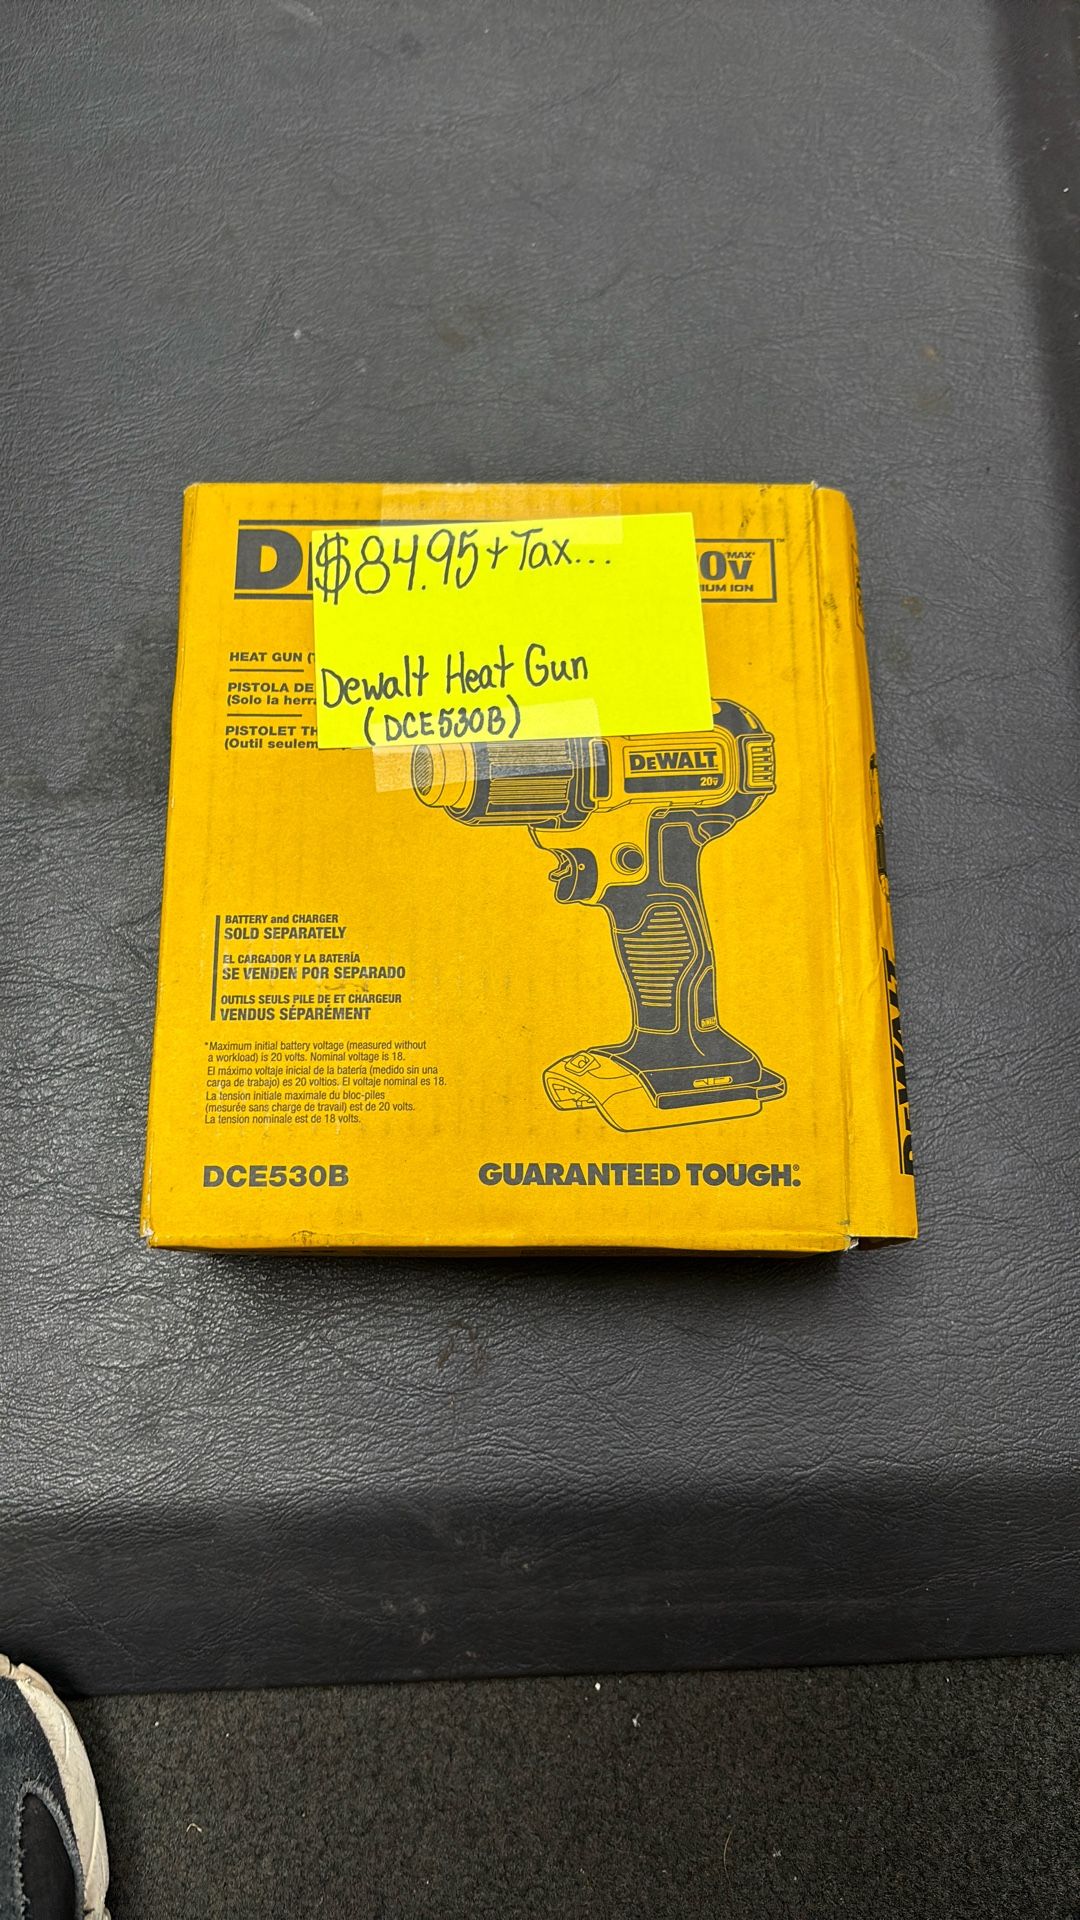 $84.95 + Tax...
Dewalt Heat Gun
(DCE530B)
D
0V MAX*
IUM ION
™
HEAT GUN (
PISTOLA DE
(Solo la herra
PISTOLET TH
(Outil seulem
DEWALT
20V
BATTERY and CHARGER
SOLD SEPARATELY
EL CARGADOR Y LA BATERÍA
SE VENDEN POR SEPARADO
OUTILS SEULS PILE DE ET CHARGEUR
VENDUS SÉPARÉMENT
*Maximum initial battery voltage (measured without
a workload) is 20 volts. Nominal voltage is 18.
El máximo voltaje inicial de la batería (medido sin una
carga de trabajo) es 20 voltios. El voltaje nominal es 18.
La tension initiale maximale du bloc-piles
(mesurée sans charge de travail) est de 20 volts.
La tension nominale est de 18 volts.
DEWALT
DCE530B
GUARANTEED TOUGH.®
DEWALT